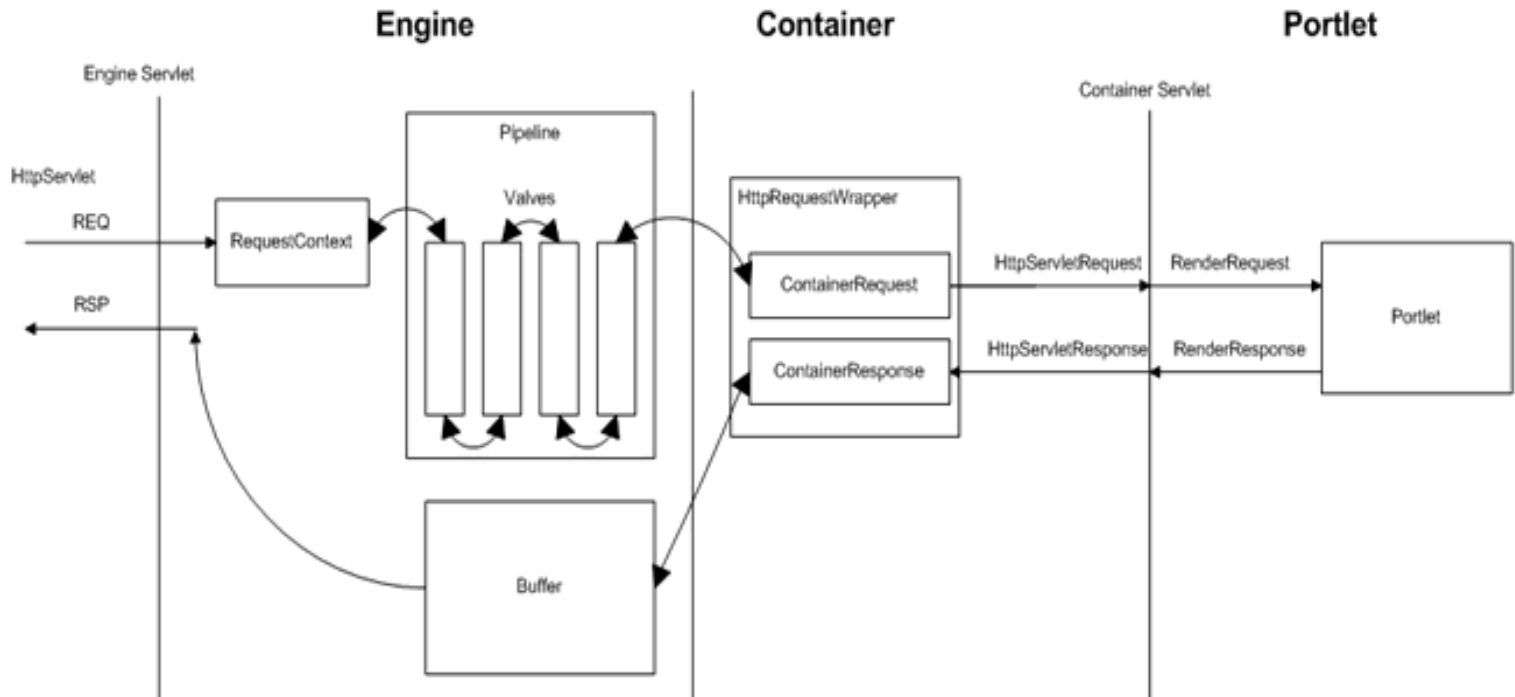 Engine
Container
Portlet
Engine Servlet
Container Servlet
Pipeline
HttpServlet
Valves
HttpRequestWrapper
REQ
RequestContext
HttpServletRequest
RenderRequest
ContainerRequest
RSP
Portlet
HttpServletResponse
RenderResponse
ContainerResponse
Buffer